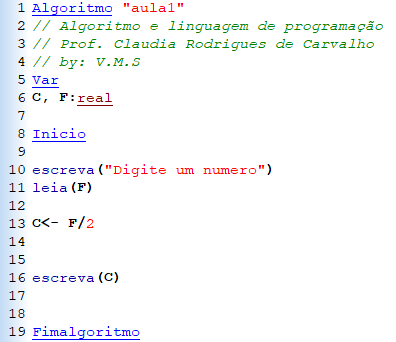 1 Algoritmo "aula1"
2 // Algoritmo e linguagem de programação
3 // Prof. Claudia Rodrigues de Carvalho
4 // by: V.M.S
5 Var
6 C, F:real
7
8 Inicio
9
10 escreva("Digite um numero")
11 leia(F)
12
13 C<- F/2
14
15
16 escreva(C)
17
18
19 Fimalgoritmo